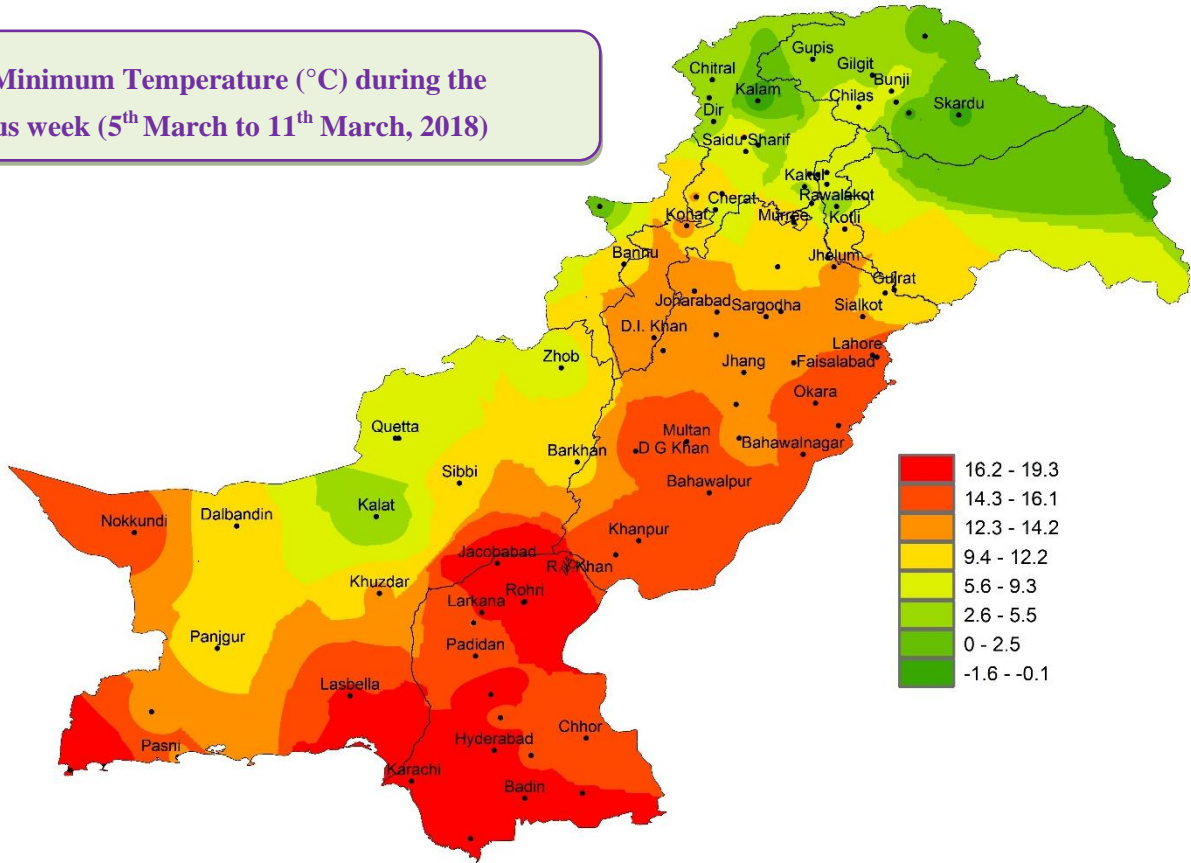 Minimum Temperature (°C) during the
us week (5th March to 11th March, 2018)
Gupis
Gilgit
Chitral
Bunji
Kalam
Chilas
Skardu
Dir
Saidu Sharif
Kakul
Cherat
Rawalakot
Kohat
Murree
Kotli
Bannu
Jhelum
Gujrat
Joharabad
Sargodha
Sialkot
D.I. Khan
Lahore
Zhob
Jhang
Faisalabad
Okara
Quetta
Multan
Bahawalnagar
Barkhan
D G Khan
Sibbi
Bahawalpur
Kalat
Nokkundi
Dalbandin
Khanpur
Jacobabad
R.Y Khan
Khuzdar
Rohri
Larkana
Panjgur
Padidan
Lasbella
Chhor
Pasni
Hyderabad
Karachi
Badin
16.2 - 19.3
14.3 - 16.1
12.3 - 14.2
9.4 - 12.2
5.6 - 9.3
2.6 - 5.5
0 - 2.5
-1.6 - -0.1